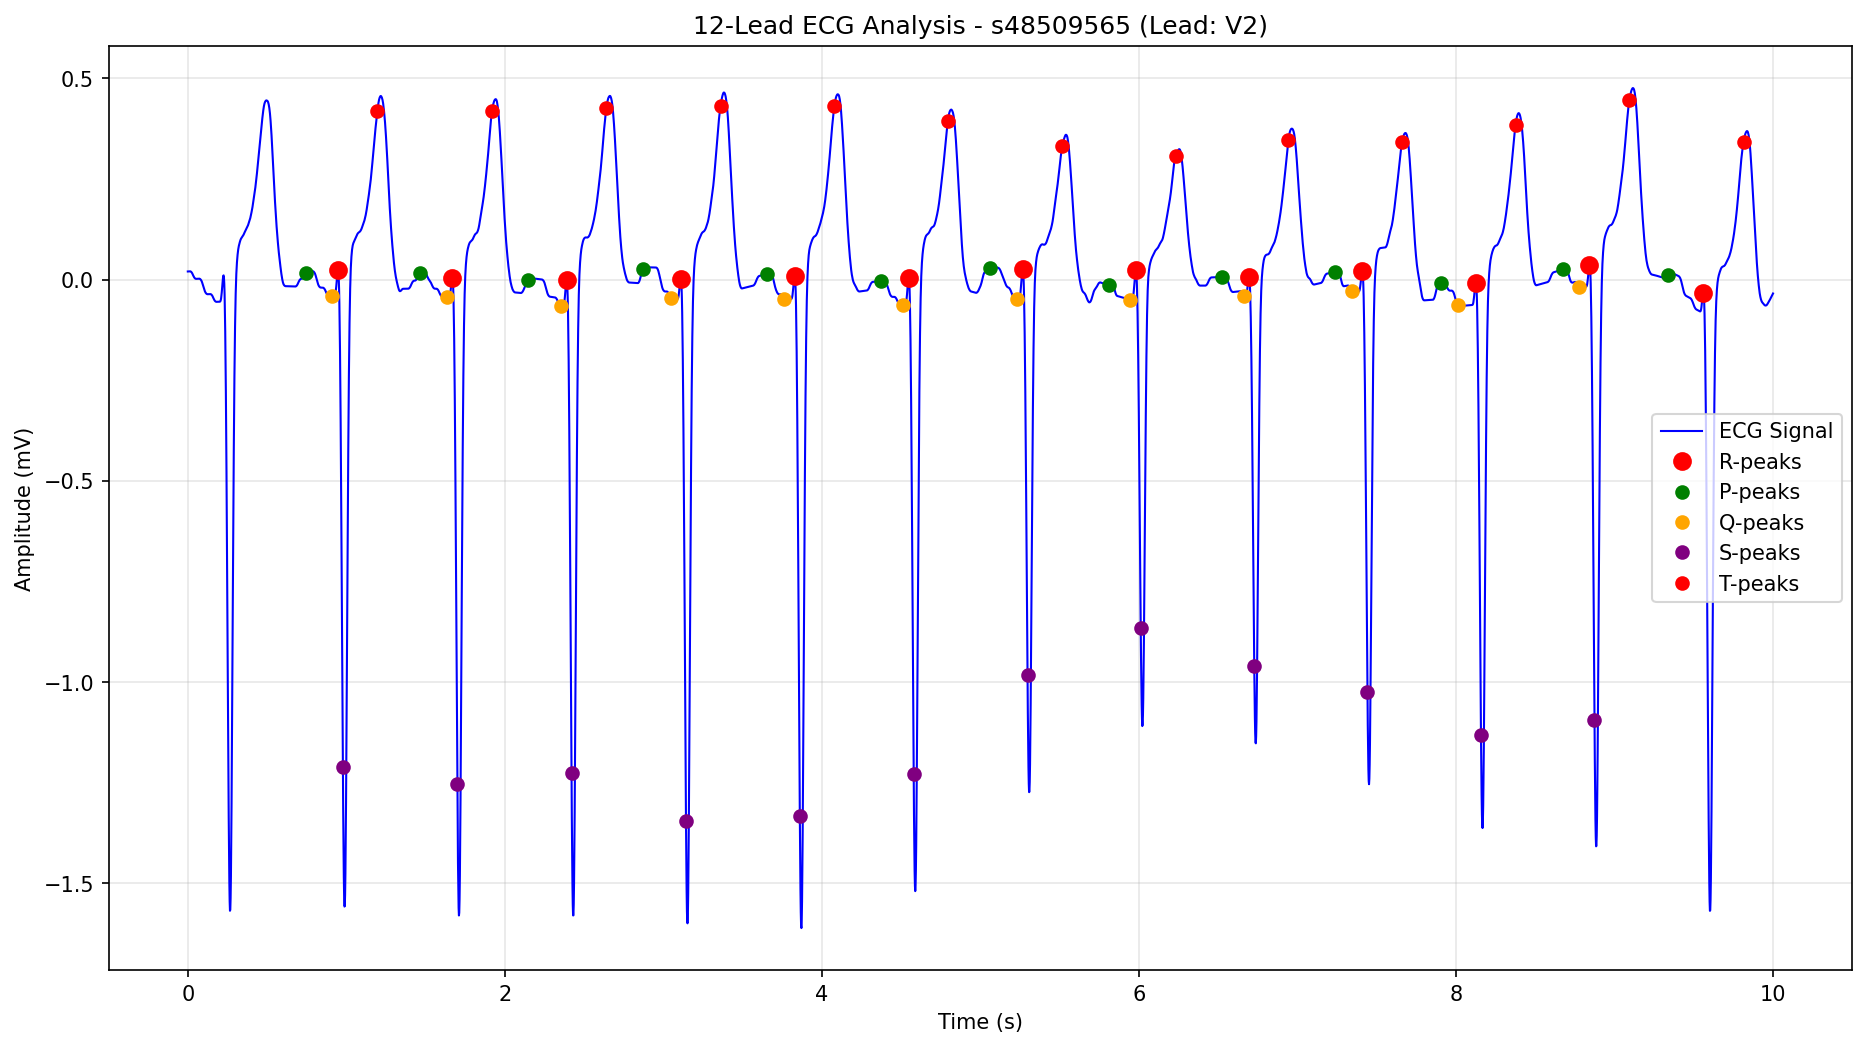 12-Lead ECG Analysis - s48509565 (Lead: V2)
Amplitude (mV)
0.5
0.0
−0.5
−1.0
−1.5
ECG Signal
R-peaks
P-peaks
Q-peaks
S-peaks
T-peaks
0 2 4 6 8 10
Time (s)